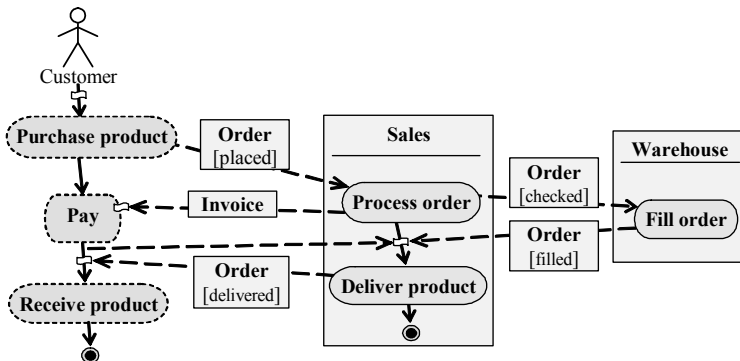 Customer
Purchase product
Order
[placed]
Sales
Warehouse
Order
[checked]
Pay
Invoice
Process order
Fill order
Order
[filled]
Order
[delivered]
Receive product
Deliver product